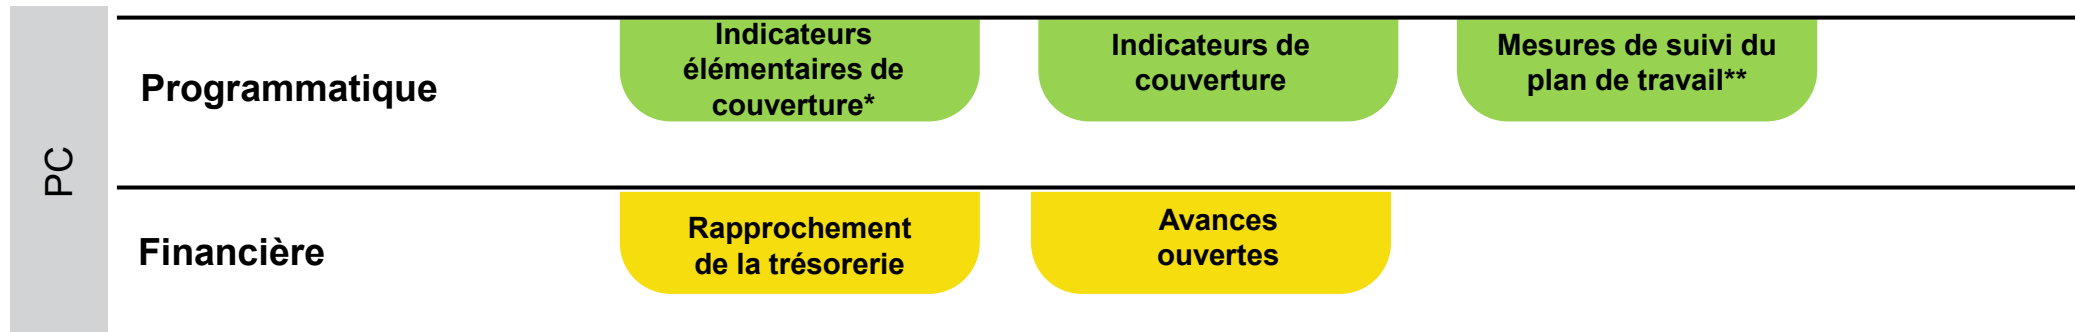 PC
Programmatique
Indicateurs
élémentaires de
couverture*
Indicateurs de
couverture
Mesures de suivi du
plan de travail**
Financière
Rapprochement
de la trésorerie
Avances
ouvertes